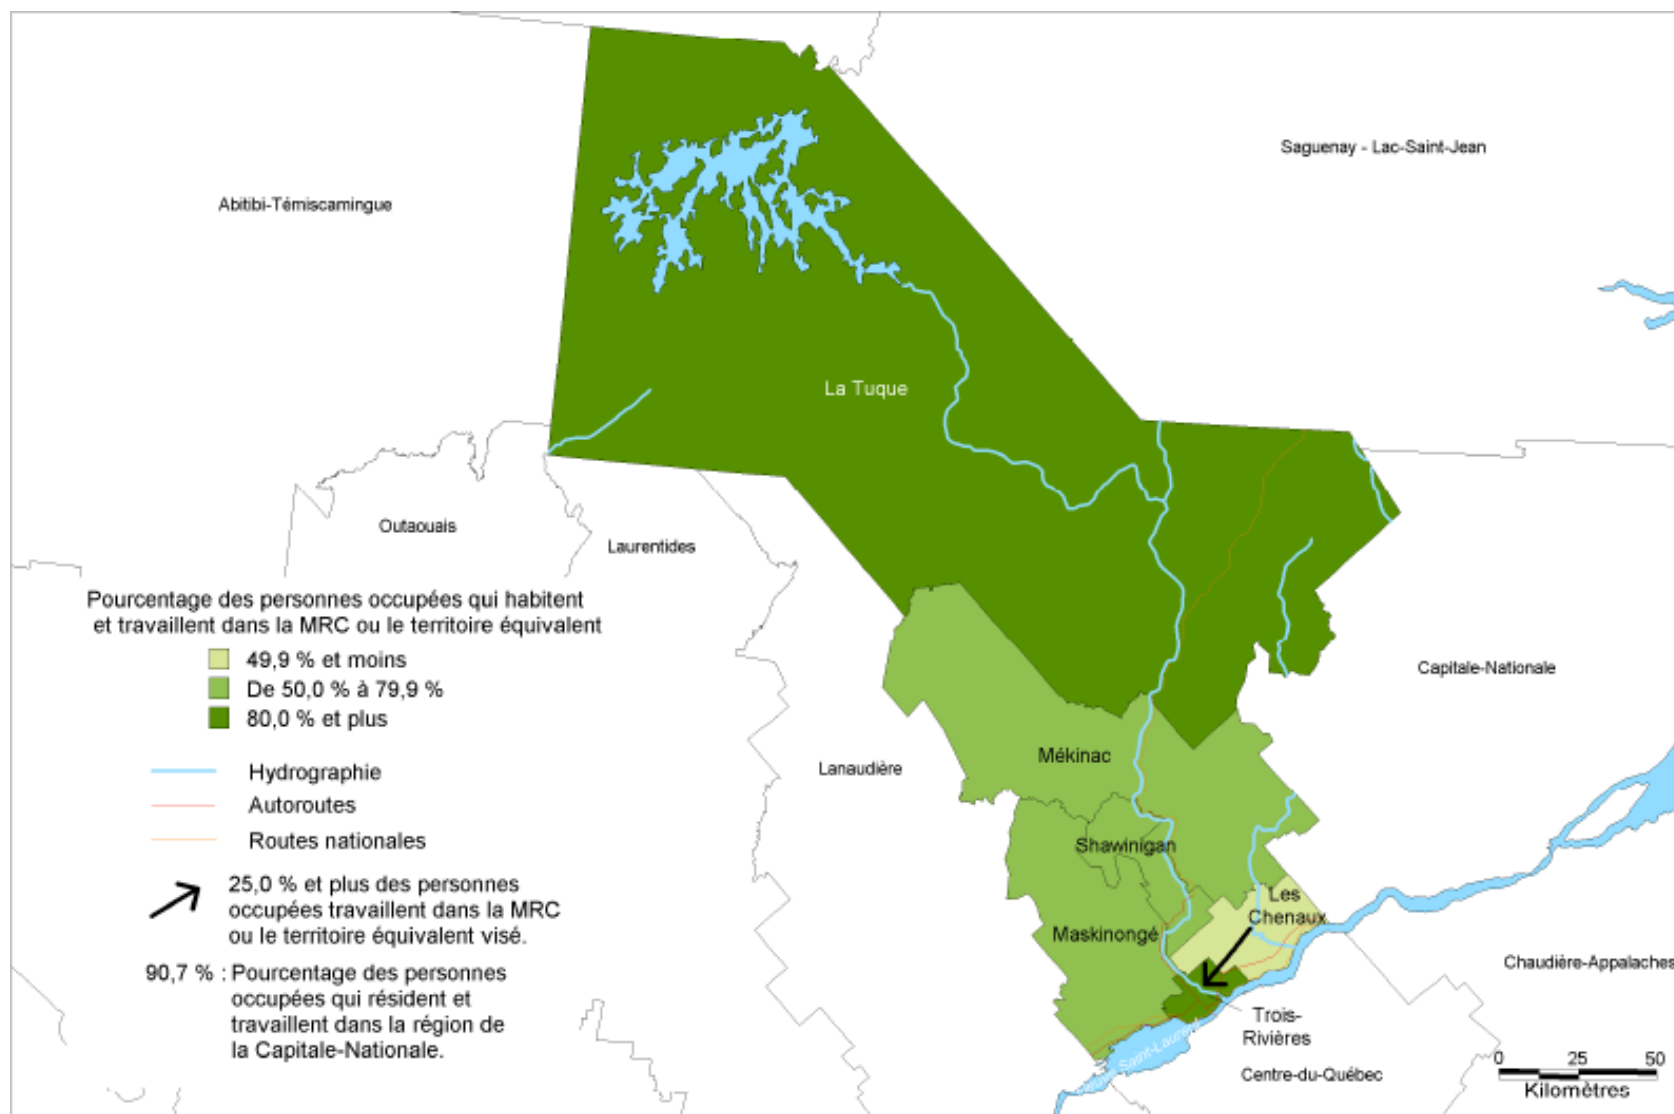 Saguenay - Lac-Saint-Jean
Abitibi-Témiscamingue
La Tuque
Outaouais
Laurentides
Pourcentage des personnes occupées qui habitent
et travaillent dans la MRC ou le territoire équivalent
49,9 % et moins
De 50,0 % à 79,9 %
80,0 % et plus
Hydrographie
Autoroutes
Routes nationales
25,0 % et plus des personnes
occupées travaillent dans la MRC
ou le territoire équivalent visé.
90,7 % : Pourcentage des personnes
occupées qui résident et
travaillent dans la région de
la Capitale-Nationale.
Capitale-Nationale
Mékinac
Lanaudière
Shawinigan
Les
Chenaux
Maskinongé
Chaudière-Appalaches
Trois-
Rivières
Saint-Laurent
Centre-du-Québec
0 25 50
Kilomètres